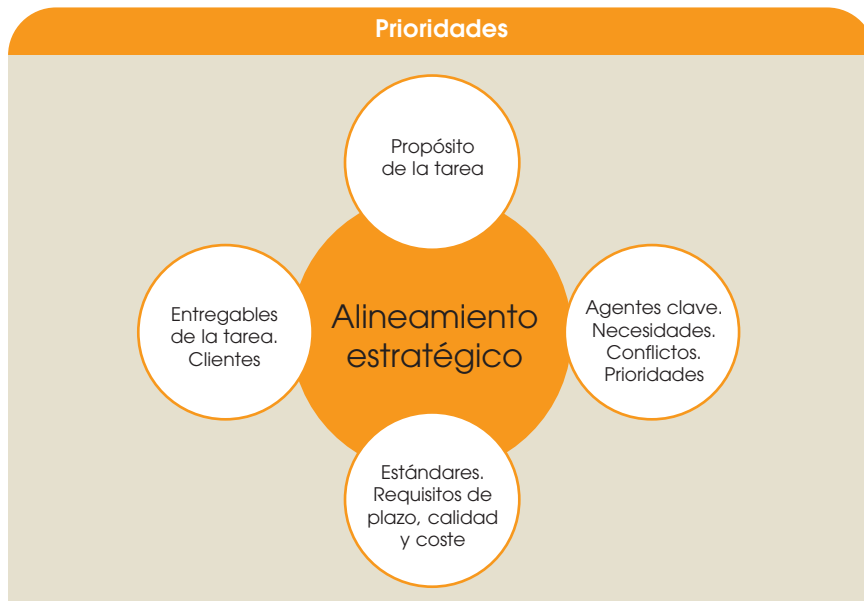 Prioridades
Propósito
de la tarea
Entregables
de la tarea.
Clientes
Alineamiento
estratégico
Agentes clave.
Necesidades.
Conflictos.
Prioridades
Estándares.
Requisitos de
plazo, calidad
y coste